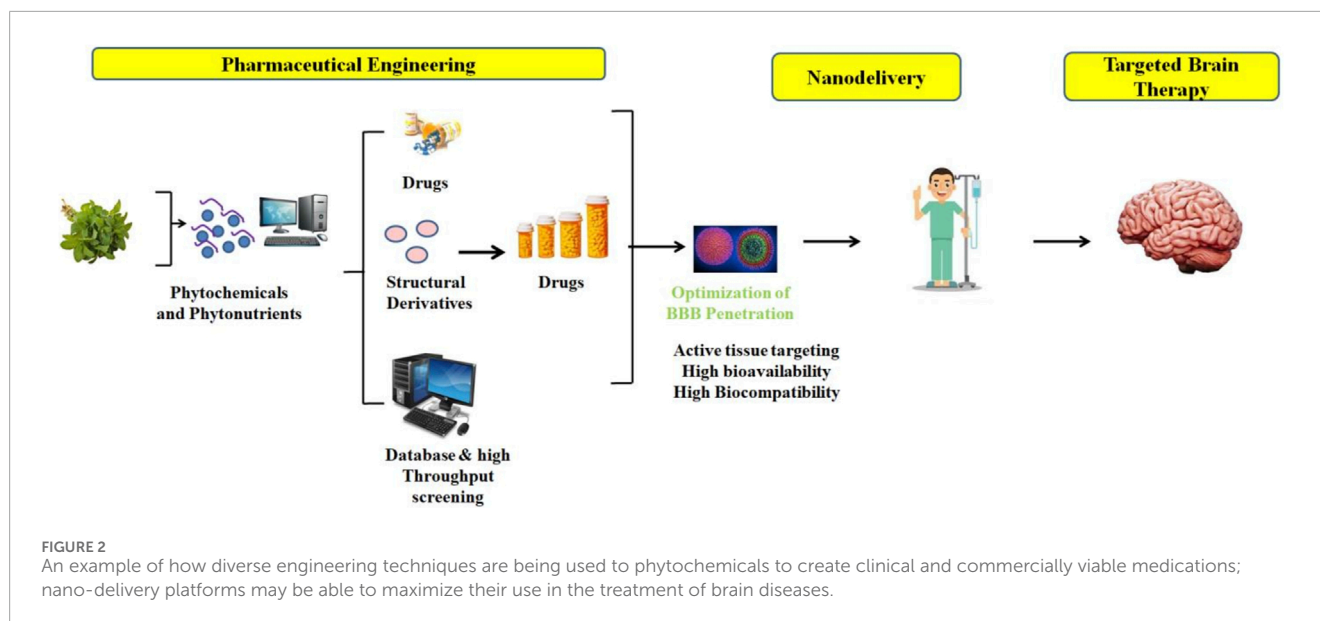 Pharmaceutical Engineering
Nanodelivery
Targeted Brain
Therapy
Drugs
Phytochemicals
and Phytonutrients
Structural
Derivatives
Drugs
Database & high
Throughput
screening
Optimization of
BBB Penetration
Active tissue targeting
High bioavailability
High Biocompatibility
FIGURE 2
An example of how diverse engineering techniques are being used to phytochemicals to create clinical and commercially viable medications;
nano-delivery platforms may be able to maximize their use in the treatment of brain diseases.